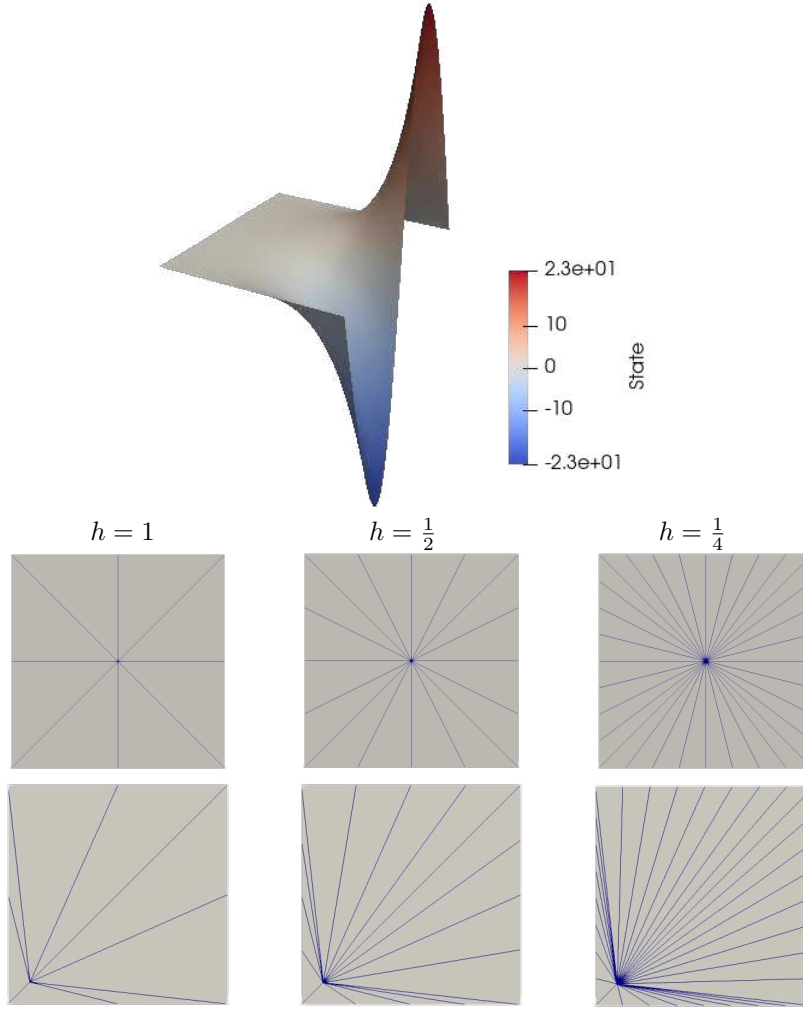 2.3e+01
10
0
-10
-2.3e+01
State
h = 1
h = 1/2
h = 1/4